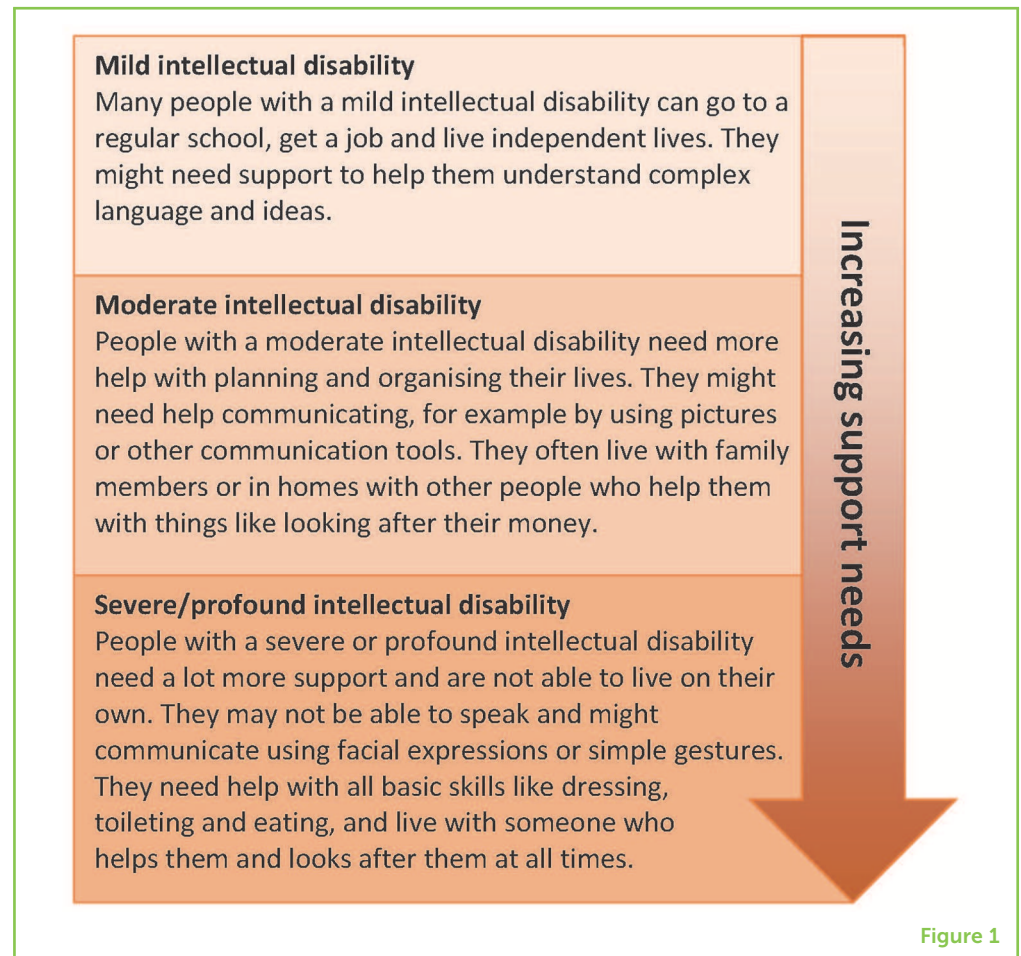 Mild intellectual disability
Many people with a mild intellectual disability can go to a
regular school, get a job and live independent lives. They
might need support to help them understand complex
language and ideas.
Moderate intellectual disability
People with a moderate intellectual disability need more
help with planning and organising their lives. They might
need help communicating, for example by using pictures
or other communication tools. They often live with family
members or in homes with other people who help them
with things like looking after their money.
Severe/profound intellectual disability
People with a severe or profound intellectual disability
need a lot more support and are not able to live on their
own. They may not be able to speak and might
communicate using facial expressions or simple gestures.
They need help with all basic skills like dressing,
toileting and eating, and live with someone who
helps them and looks after them at all times.
Increasing support needs
Figure 1